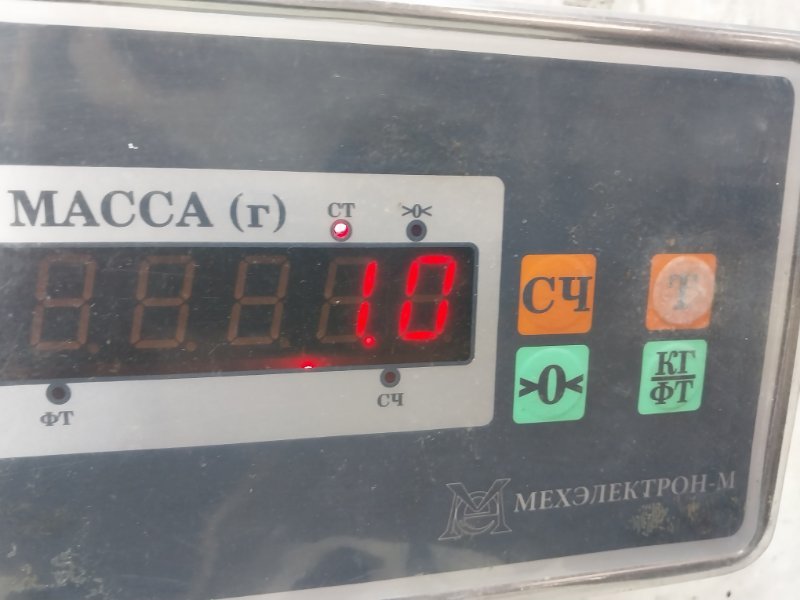 МАССА (г)
СТ
>0<
1.0
СЧ
Т
>0<
КГ
ФТ
ФТ
СЧ
МЕХЭЛЕКТРОН-М